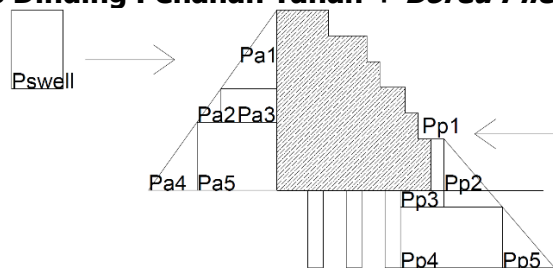 Dinding Penahan Tanah + Bored Pile
Pa1
Pswell
Pa2 Pa3
Pp1
Pa4 Pa5 Pp2
Pp3
Pp4 Pp5